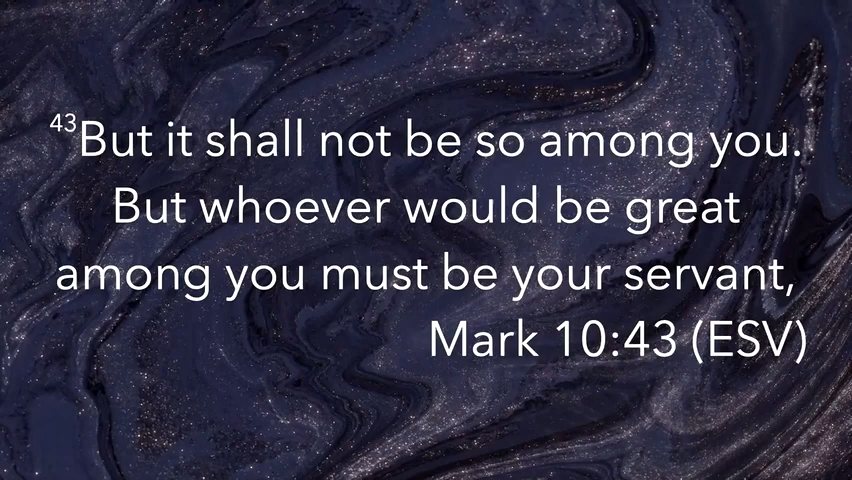 43But it shall not be so among you.
But whoever would be great
among you must be your servant,
Mark 10:43 (ESV)